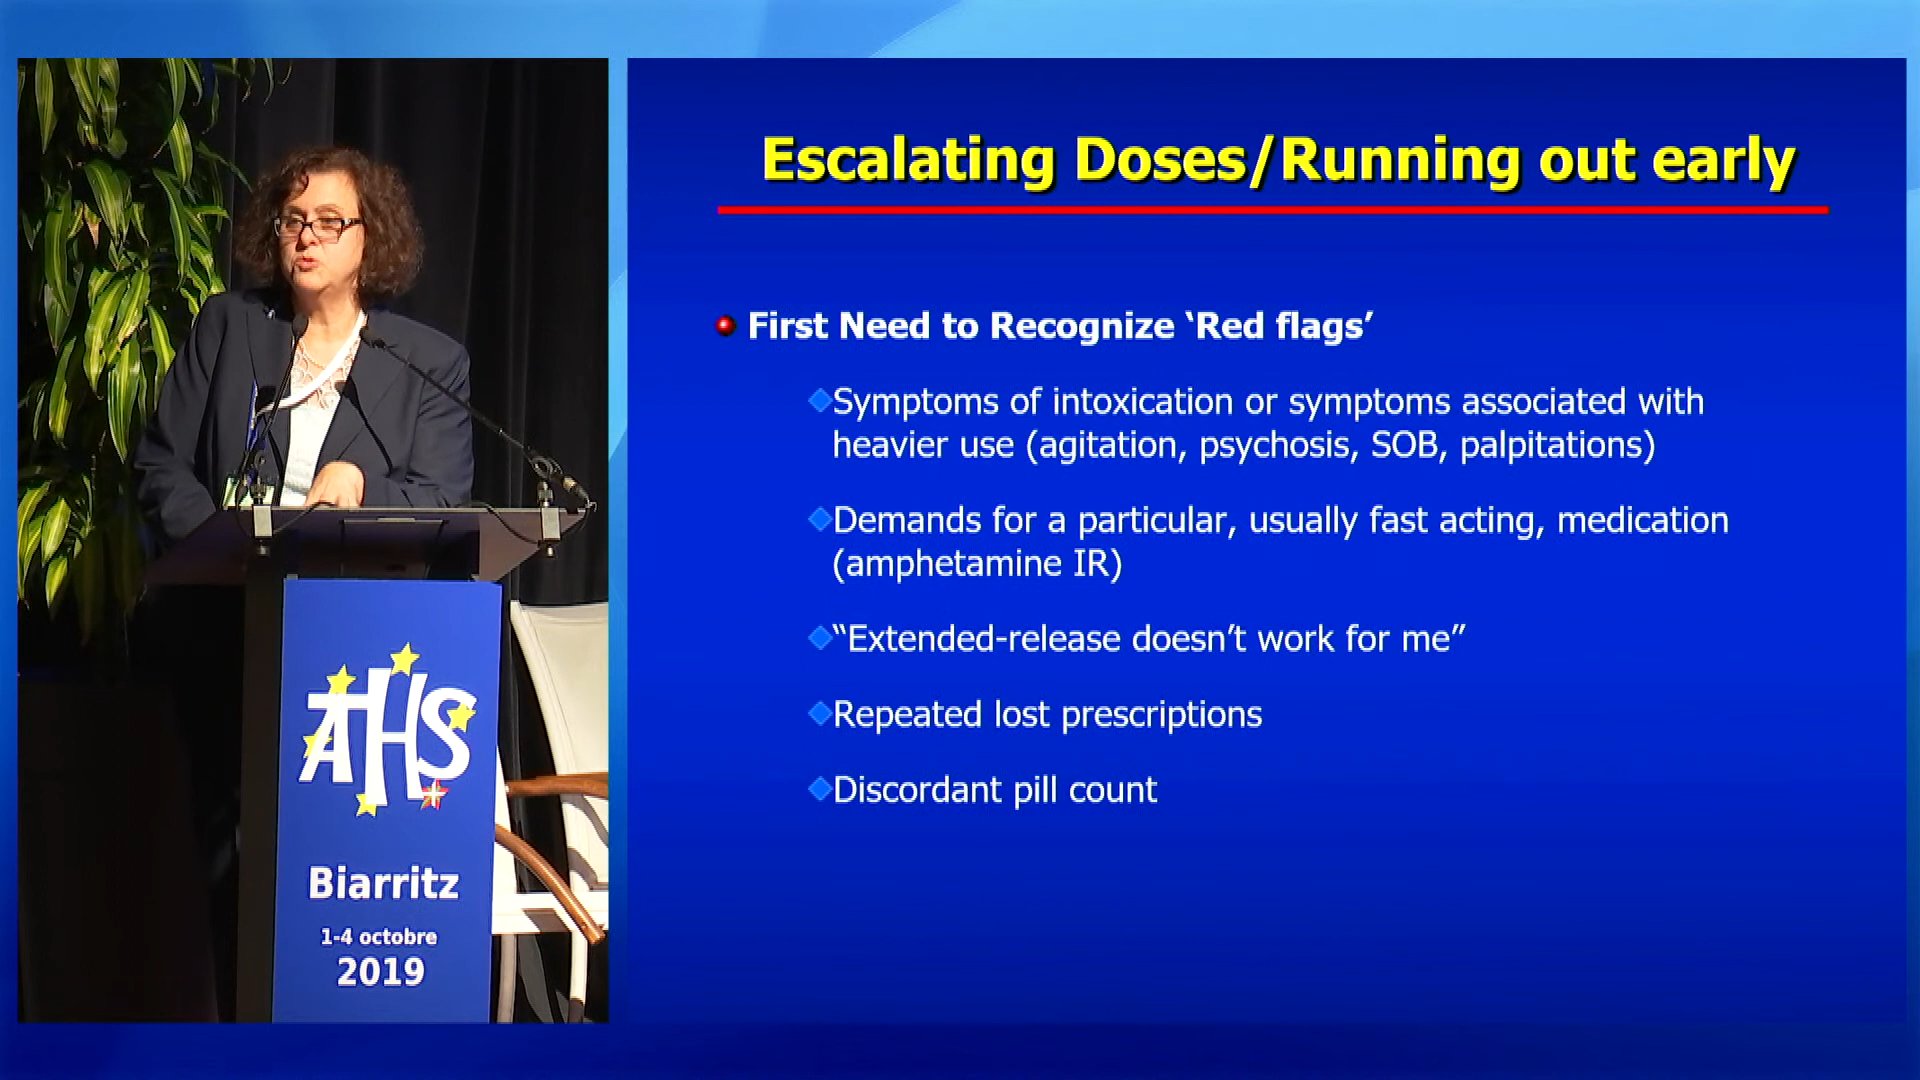 Escalating Doses/Running out early
First Need to Recognize ‘Red flags’
Symptoms of intoxication or symptoms associated with
heavier use (agitation, psychosis, SOB, palpitations)
Demands for a particular, usually fast acting, medication
(amphetamine IR)
“Extended-release doesn’t work for me”
Repeated lost prescriptions
Discordant pill count
ATHS
Biarritz
1-4 octobre
2019